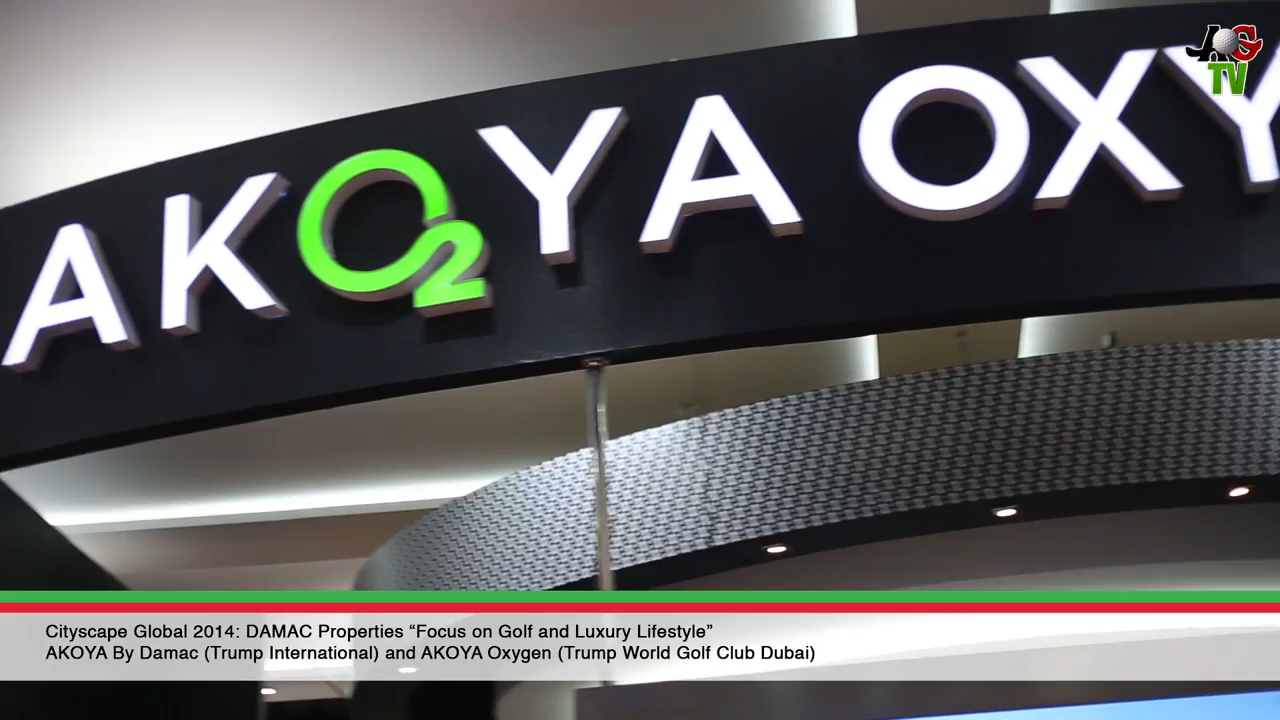 AKO2YA OXY
AOG
TV
Cityscape Global 2014: DAMAC Properties “Focus on Golf and Luxury Lifestyle”
AKOYA By Damac (Trump International) and AKOYA Oxygen (Trump World Golf Club Dubai)